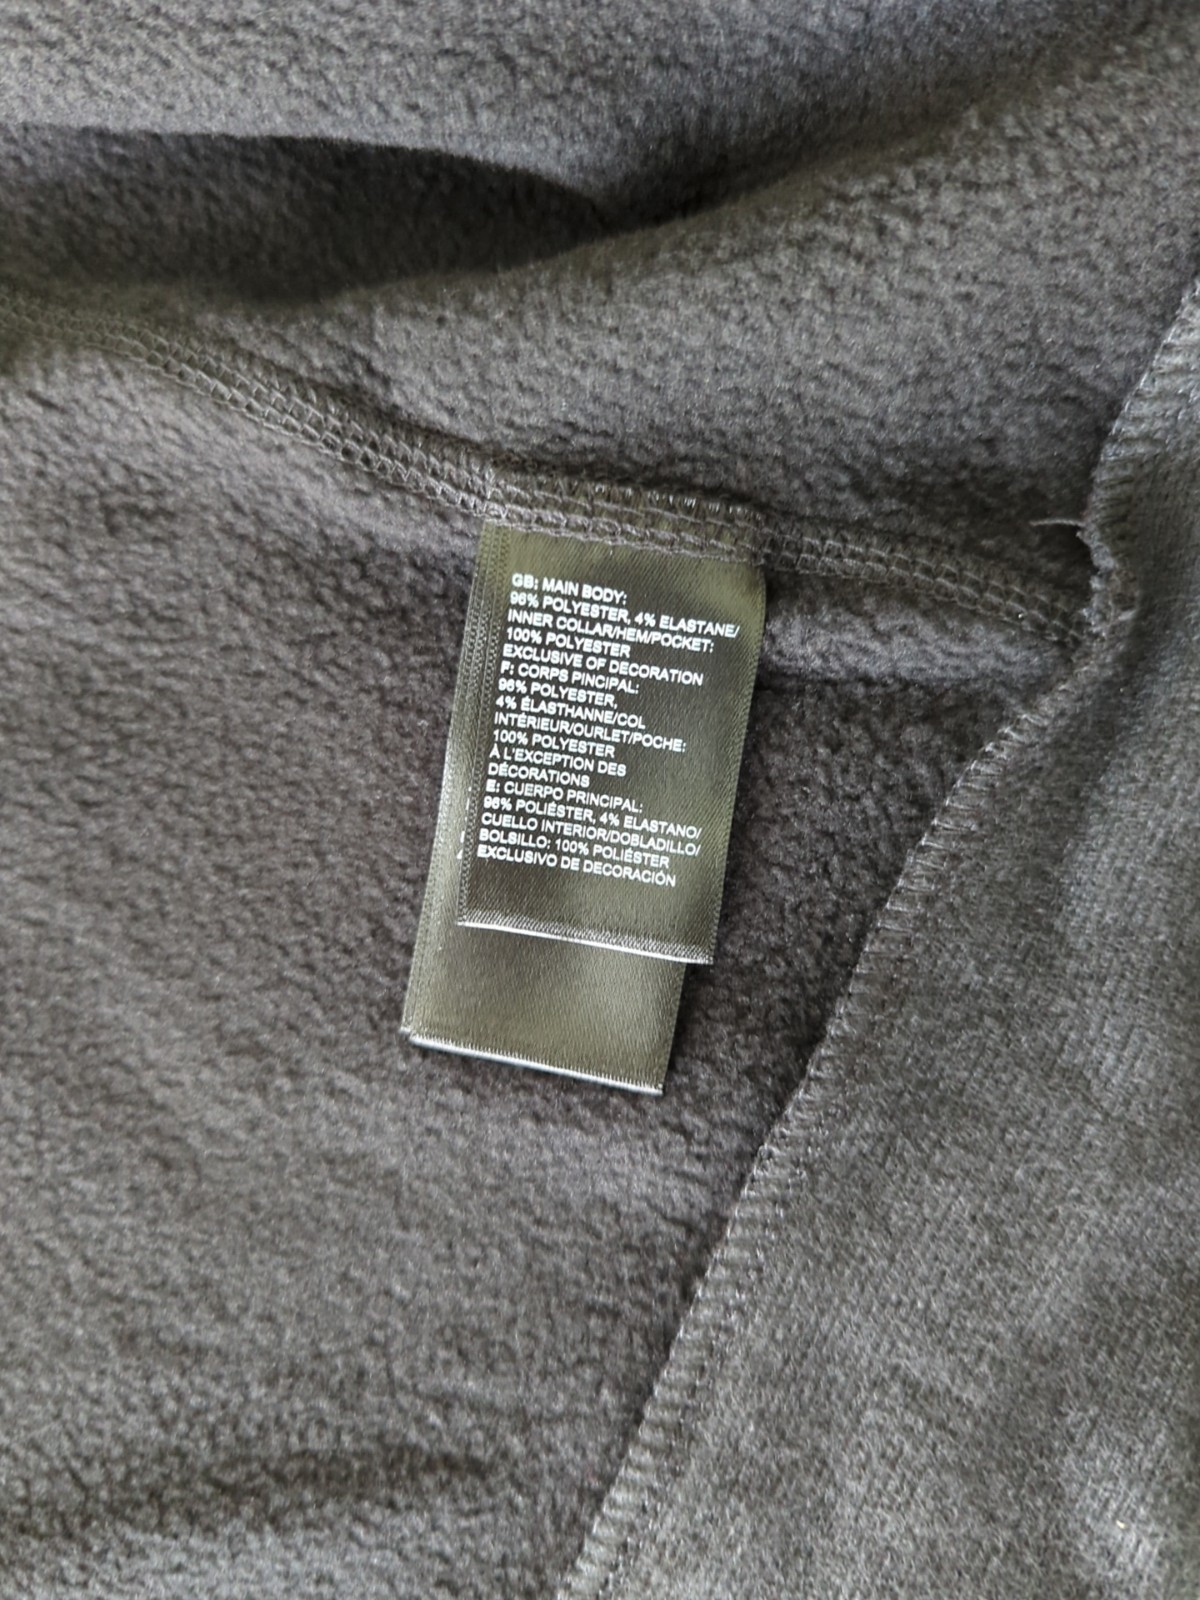 GB: MAIN BODY:
96% POLYESTER, 4% ELASTANE/
INNER COLLAR/HEM/POCKET:
100% POLYESTER
EXCLUSIVE OF DECORATION
F: CORPS PINCIPAL:
96% POLYESTER,
4% ÉLASTHANNE/COL
INTÉRIEUR/OURLET/POCHE:
100% POLYESTER
À L'EXCEPTION DES
DÉCORATIONS
E: CUERPO PRINCIPAL:
96% POLIÉSTER, 4% ELASTANO/
CUELLO INTERIOR/DOBLADILLO/
BOLSILLO: 100% POLIÉSTER
EXCLUSIVO DE DECORACIÓN